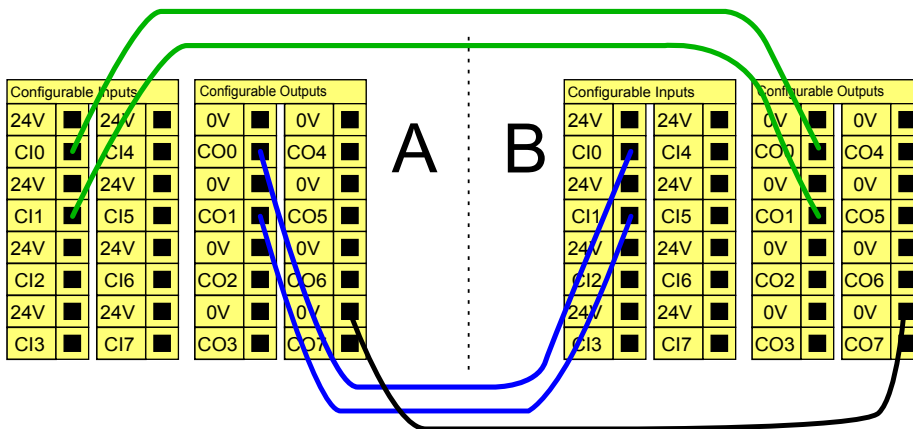 Configurable Inputs
24V 24V
CI0 CI4
24V 24V
CI1 CI5
24V 24V
CI2 CI6
24V 24V
CI3 CI7
Configurable Outputs
0V 0V
CO0 CO4
0V 0V
CO1 CO5
0V 0V
CO2 CO6
0V 0V
CO3 CO7
A
B
Configurable Inputs
24V 24V
CI0 CI4
24V 24V
CI1 CI5
24V 24V
CI2 CI6
24V 24V
CI3 CI7
Configurable Outputs
0V 0V
CO0 CO4
0V 0V
CO1 CO5
0V 0V
CO2 CO6
0V 0V
CO3 CO7